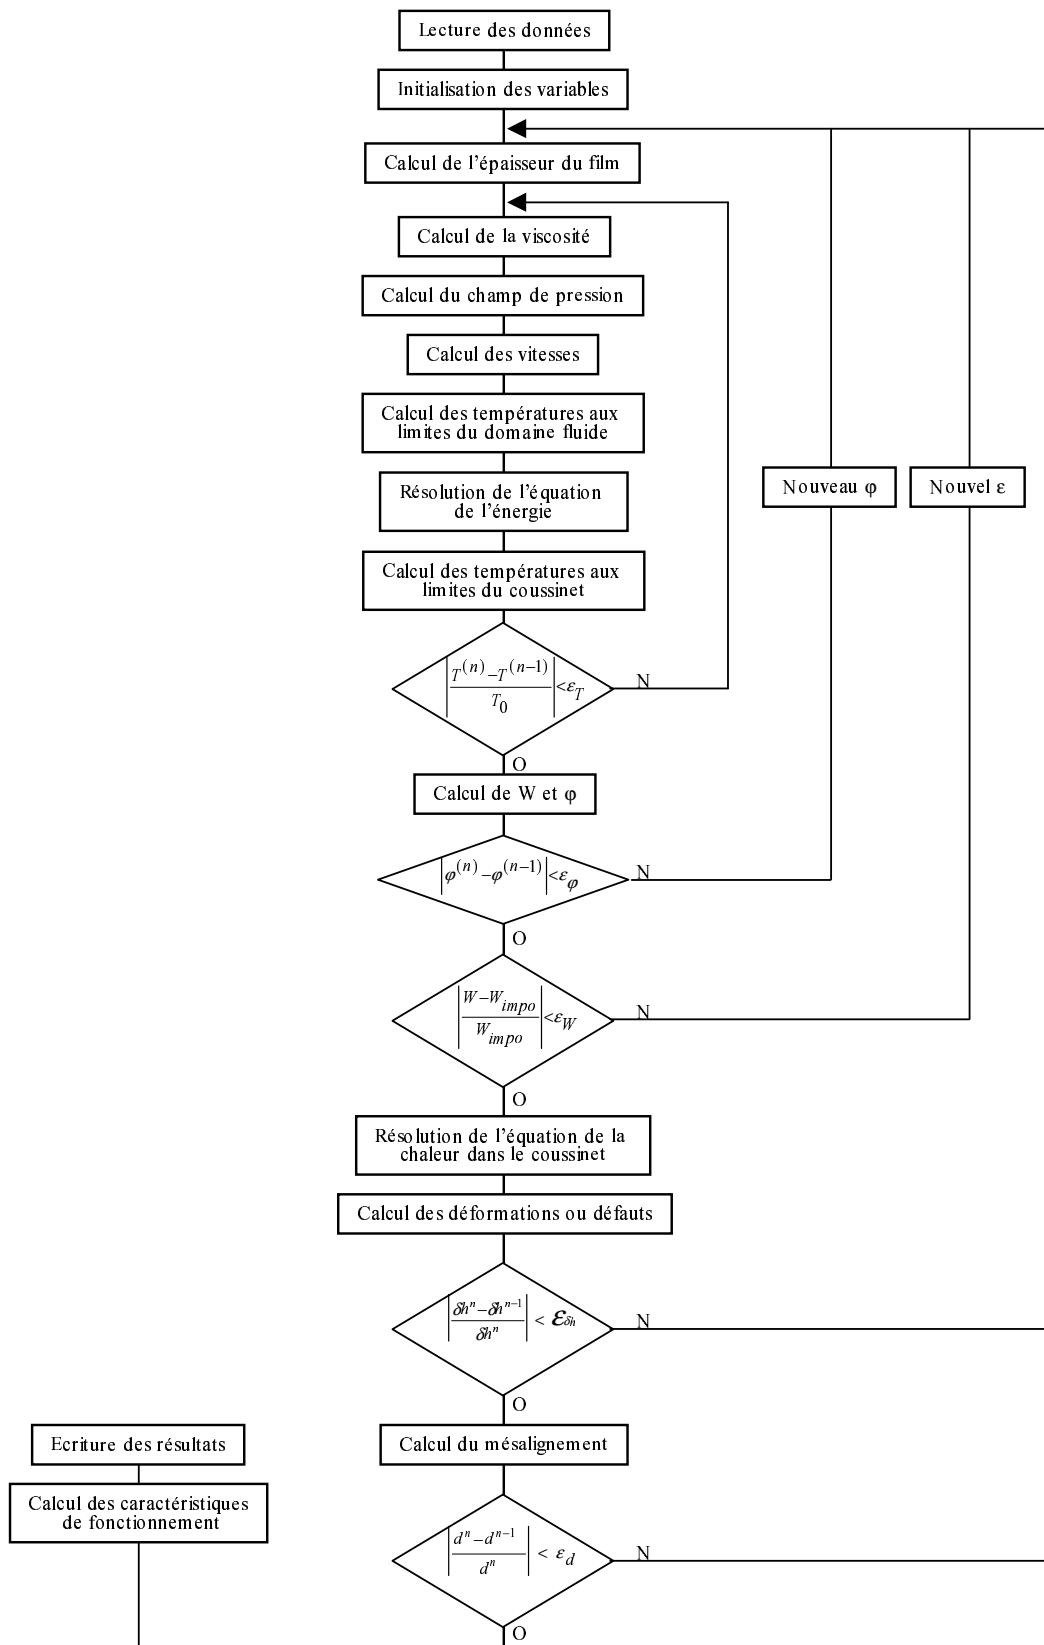 Lecture des données
Initialisation des variables
Calcul de l'épaisseur du film
Calcul de la viscosité
Calcul du champ de pression
Calcul des vitesses
Calcul des températures aux
limites du domaine fluide
Résolution de l'équation
de l'énergie
Nouveau φ
Nouvel ε
Calcul des températures aux
limites du coussinet
|T^(n) – T^(n–1) / T_0| < ε_T
N
O
Calcul de W et φ
|φ^(n) – φ^(n–1)| < ε_φ
N
O
|W – W_impo / W_impo| < ε_W
N
O
Résolution de l'équation de la
chaleur dans le coussinet
Calcul des déformations ou défauts
|δh^n – δh^n–1 / δh^n| < ε_δh
N
O
Ecriture des résultats
Calcul du mésalignement
Calcul des caractéristiques
de fonctionnement
|d^n – d^n–1 / d^n| < ε_d
N
O